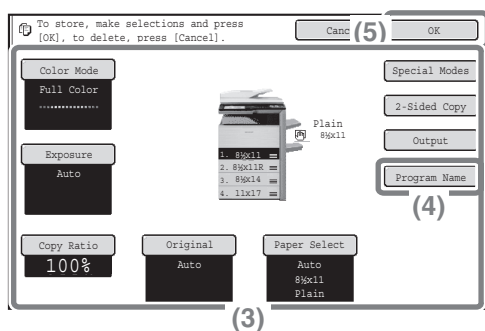 To store, make
selections and press
[OK], to delete, press [Cancel].
(5)
OK
Color Mode
Full Color
Special Modes
2-Sided Copy
Plain
8½x11
Output
Exposure
Auto
1. 8½x11
2. 8½x11R
3. 8½x14
4. 11x17
Program Name
(4)
Copy Ratio
100%
Original
Auto
Paper Select
Auto
8½x11
Plain
(3)